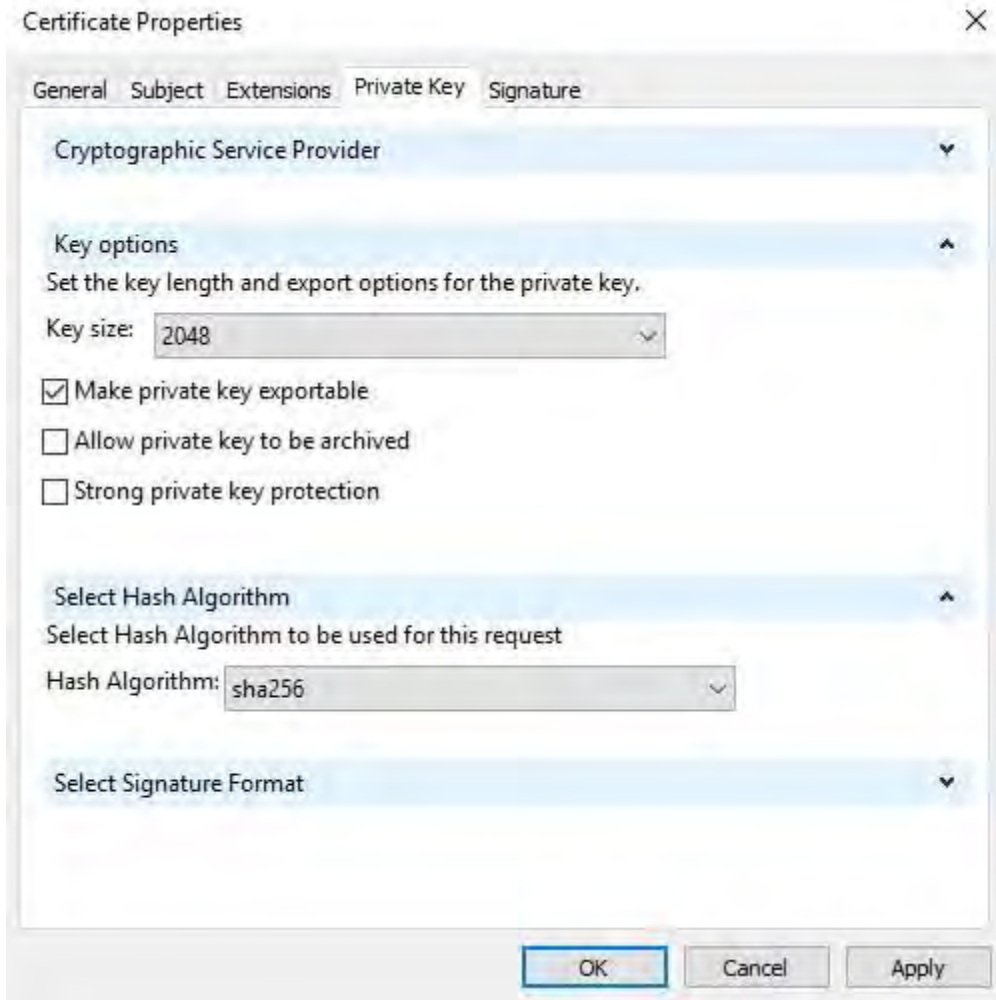 Certificate Properties
General Subject Extensions Private Key Signature
Cryptographic Service Provider
Key options
Set the key length and export options for the private key.
Key size: 2048
Make private key exportable
Allow private key to be archived
Strong private key protection
Select Hash Algorithm
Select Hash Algorithm to be used for this request
Hash Algorithm: sha256
Select Signature Format
OK Cancel Apply